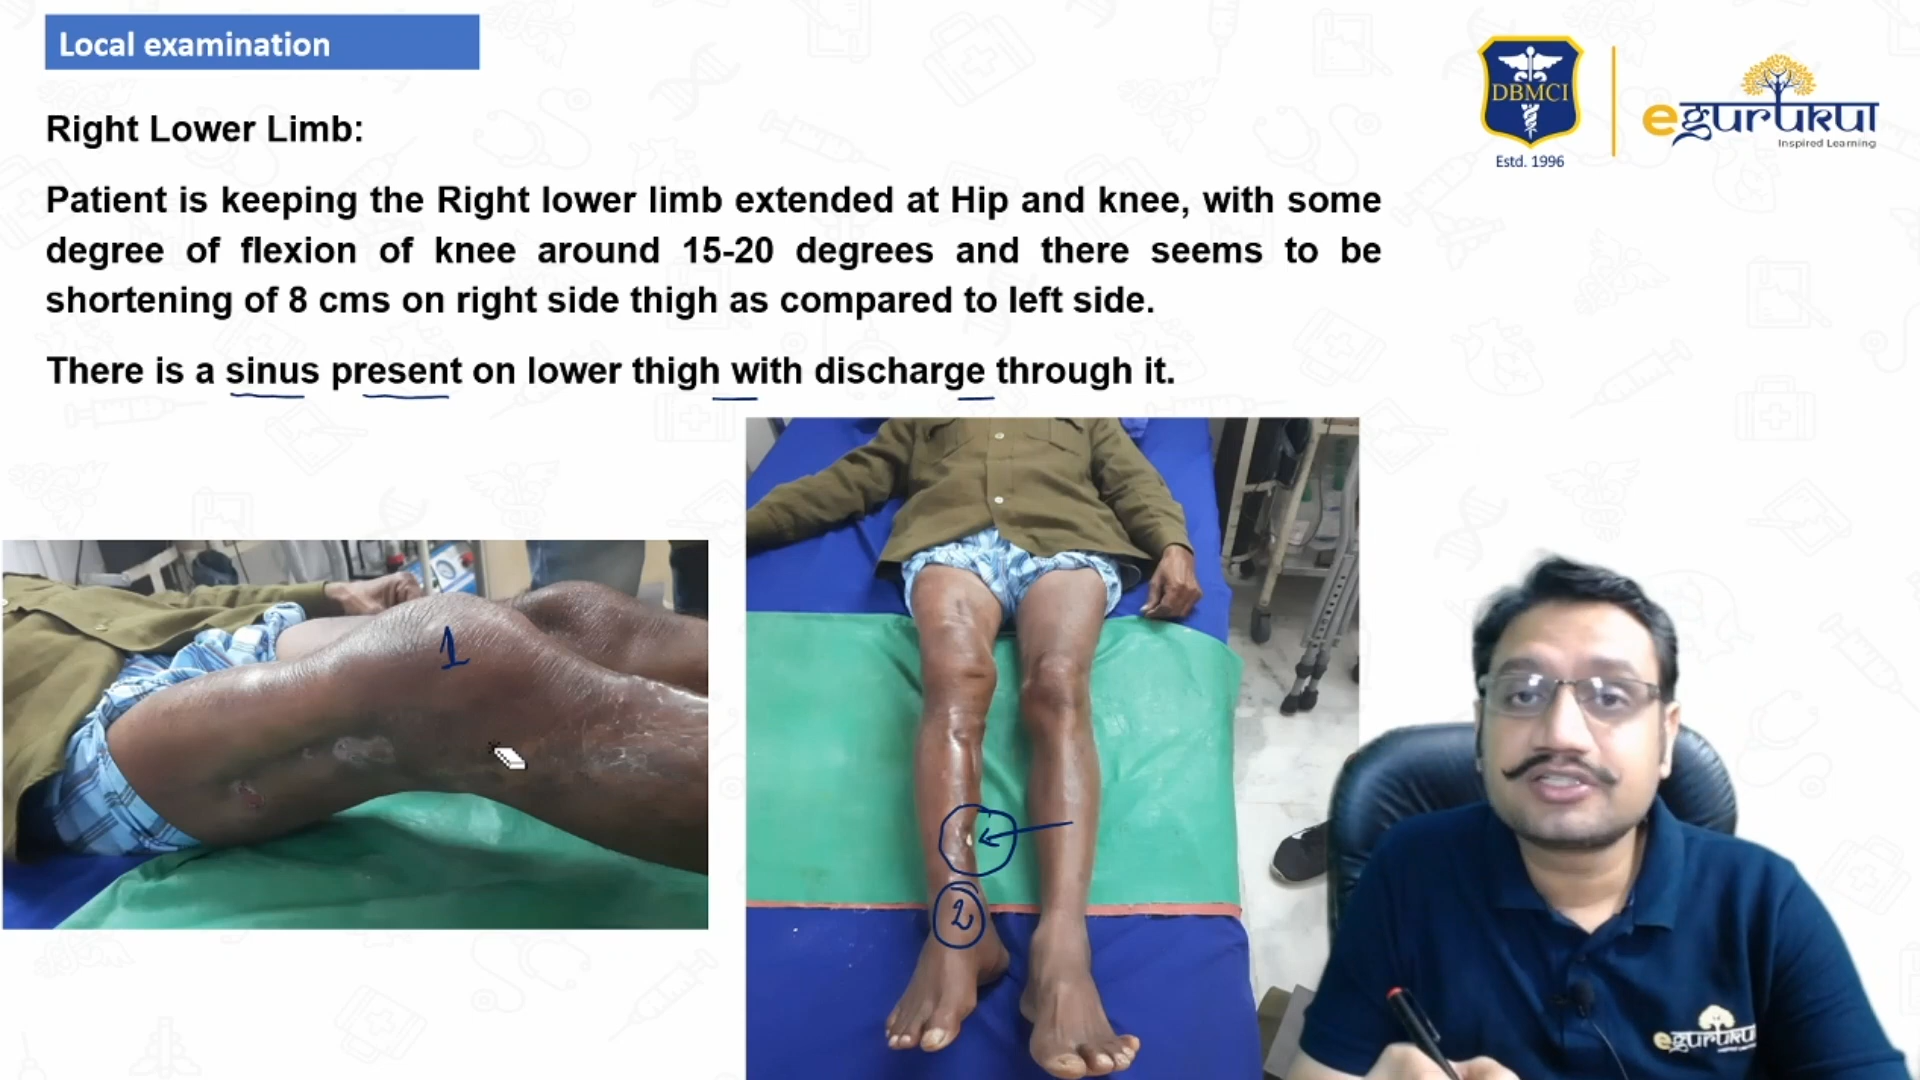 Local examination
DBMCI
Estd. 1996
egurukul
Inspired Learning
Right Lower Limb:
Patient is keeping the Right lower limb extended at Hip and knee, with some
degree of flexion of knee around 15-20 degrees and there seems to be
shortening of 8 cms on right side thigh as compared to left side.
There is a sinus present on lower thigh with discharge through it.
1
2
egurukul